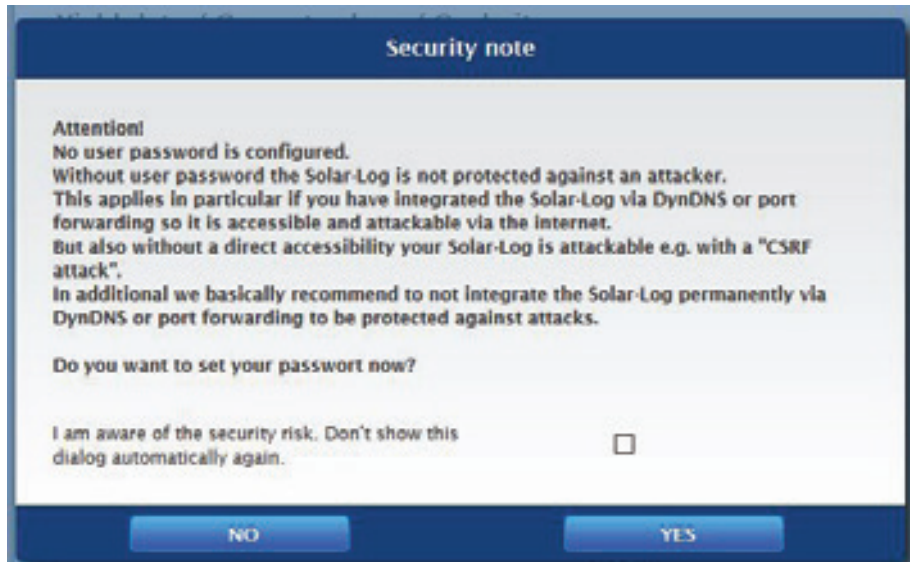 Security note
Attention!
No user password is configured.
Without user password the Solar-Log is not protected against an attacker.
This applies in particular if you have integrated the Solar-Log via DynDNS or port
forwarding so it is accessible and attackable via the internet.
But also without a direct accessibility your Solar-Log is attackable e.g. with a "CSRF
attack".
In additional we basically recommend to not integrate the Solar-Log permanently via
DynDNS or port forwarding to be protected against attacks.
Do you want to set your passwort now?
I am aware of the security risk. Don't show this
dialog automatically again.
NO
YES